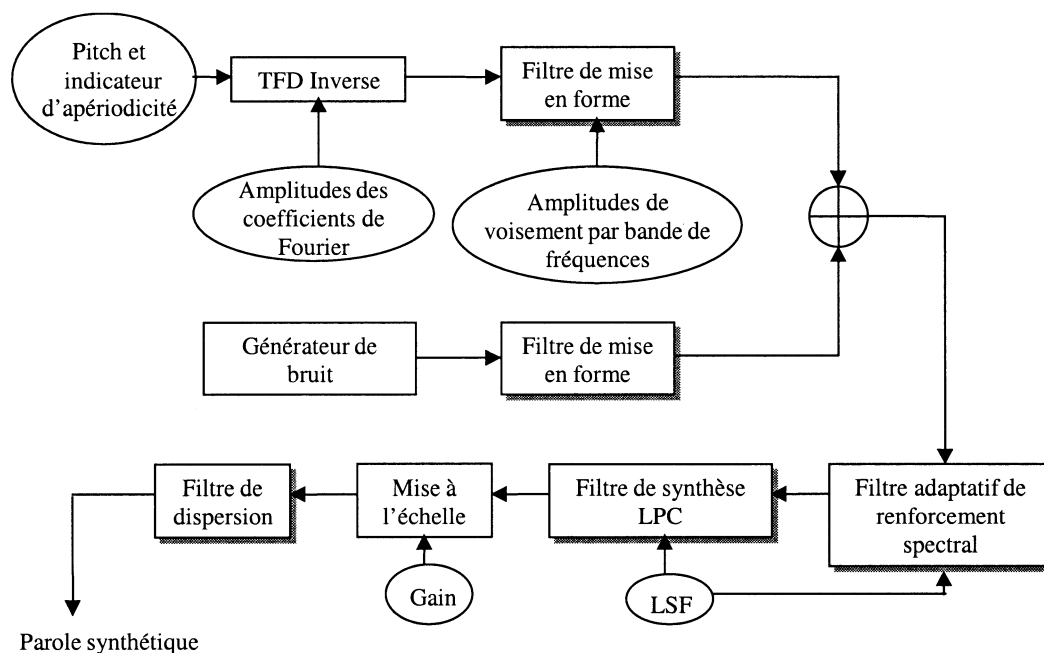 Pitch et
indicateur
d'apériodicité
TFD Inverse
Filtre de mise
en forme
Amplitudes des
coefficients de
Fourier
Amplitudes de
voisement par bande de
fréquences
Générateur de
bruit
Filtre de mise
en forme
Filtre de
dispersion
Mise à
l'échelle
Filtre de synthèse
LPC
Filtre adaptatif de
renforcement
spectral
Gain
LSF
Parole synthétique